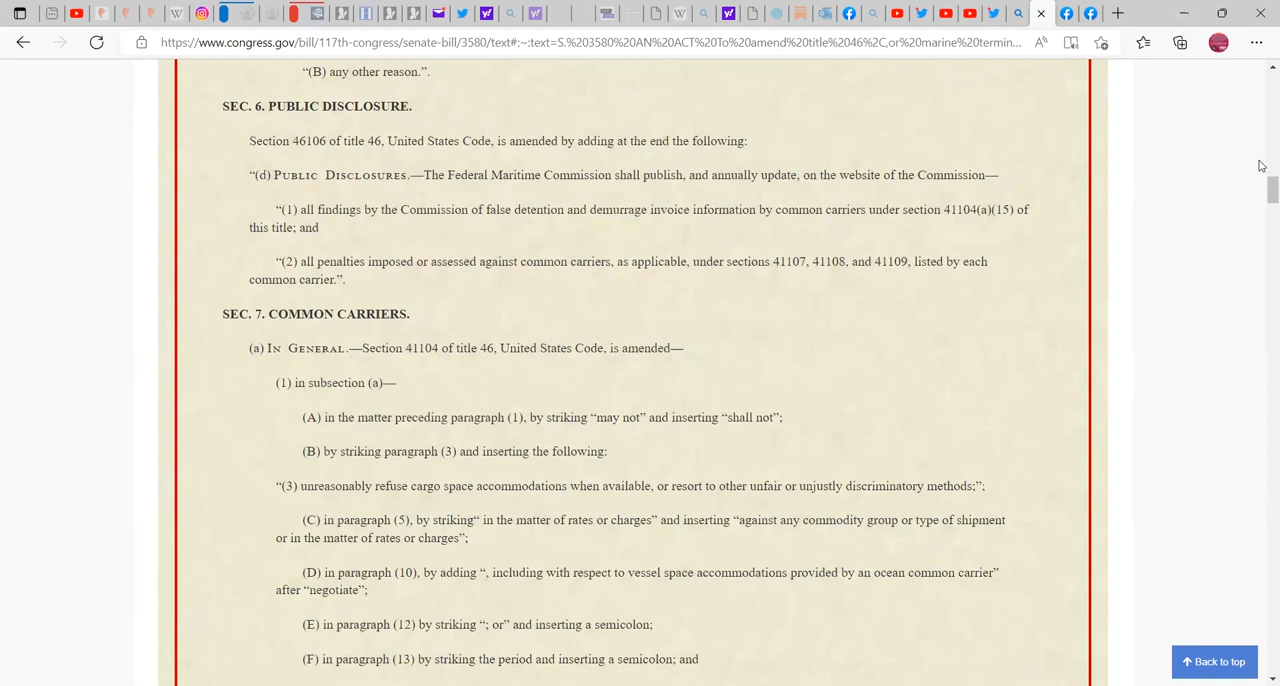 https://www.congress.gov/bill/117th-congress/senate-bill/3580/text#:~:text=S.%203580%20AN%20ACT%20To%20amend%20title%2046%2C,or%20marine%20termin...
“(B) any other reason.”.
SEC. 6. PUBLIC DISCLOSURE.
Section 46106 of title 46, United States Code, is amended by adding at the end the following:
“(d) PUBLIC DISCLOSURES.—The Federal Maritime Commission shall publish, and annually update, on the website of the Commission—
“(1) all findings by the Commission of false detention and demurrage invoice information by common carriers under section 41104(a)(15) of
this title; and
“(2) all penalties imposed or assessed against common carriers, as applicable, under sections 41107, 41108, and 41109, listed by each
common carrier.”.
SEC. 7. COMMON CARRIERS.
(a) IN GENERAL.—Section 41104 of title 46, United States Code, is amended—
(1) in subsection (a)—
(A) in the matter preceding paragraph (1), by striking “may not” and inserting “shall not”;
(B) by striking paragraph (3) and inserting the following:
“(3) unreasonably refuse cargo space accommodations when available, or resort to other unfair or unjustly discriminatory methods;”;
(C) in paragraph (5), by striking“ in the matter of rates or charges” and inserting “against any commodity group or type of shipment
or in the matter of rates or charges”;
(D) in paragraph (10), by adding “, including with respect to vessel space accommodations provided by an ocean common carrier”
after “negotiate”;
(E) in paragraph (12) by striking “; or” and inserting a semicolon;
(F) in paragraph (13) by striking the period and inserting a semicolon; and
Back to top